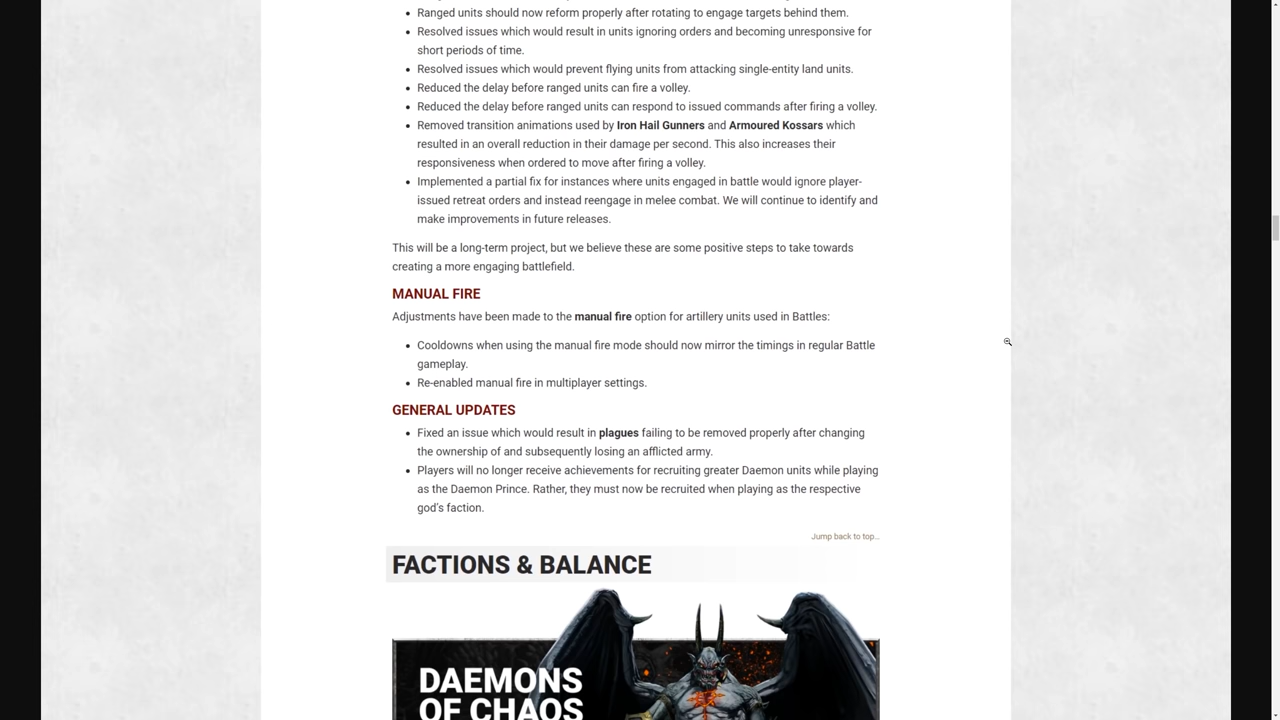 Ranged units should now reform properly after rotating to engage targets behind them.
Resolved issues which would result in units ignoring orders and becoming unresponsive for
short periods of time.
Resolved issues which would prevent flying units from attacking single-entity land units.
Reduced the delay before ranged units can fire a volley.
Reduced the delay before ranged units can respond to issued commands after firing a volley.
Removed transition animations used by Iron Hail Gunners and Armoured Kossars which
resulted in an overall reduction in their damage per second. This also increases their
responsiveness when ordered to move after firing a volley.
Implemented a partial fix for instances where units engaged in battle would ignore player-
issued retreat orders and instead reengage in melee combat. We will continue to identify and
make improvements in future releases.
This will be a long-term project, but we believe these are some positive steps to take towards
creating a more engaging battlefield.
MANUAL FIRE
Adjustments have been made to the manual fire option for artillery units used in Battles:
Cooldowns when using the manual fire mode should now mirror the timings in regular Battle
gameplay.
Re-enabled manual fire in multiplayer settings.
GENERAL UPDATES
Fixed an issue which would result in plagues failing to be removed properly after changing
the ownership of and subsequently losing an afflicted army.
Players will no longer receive achievements for recruiting greater Daemon units while playing
as the Daemon Prince. Rather, they must now be recruited when playing as the respective
god's faction.
Jump back to top...
FACTIONS & BALANCE
DAEMONS
OF CHAOS